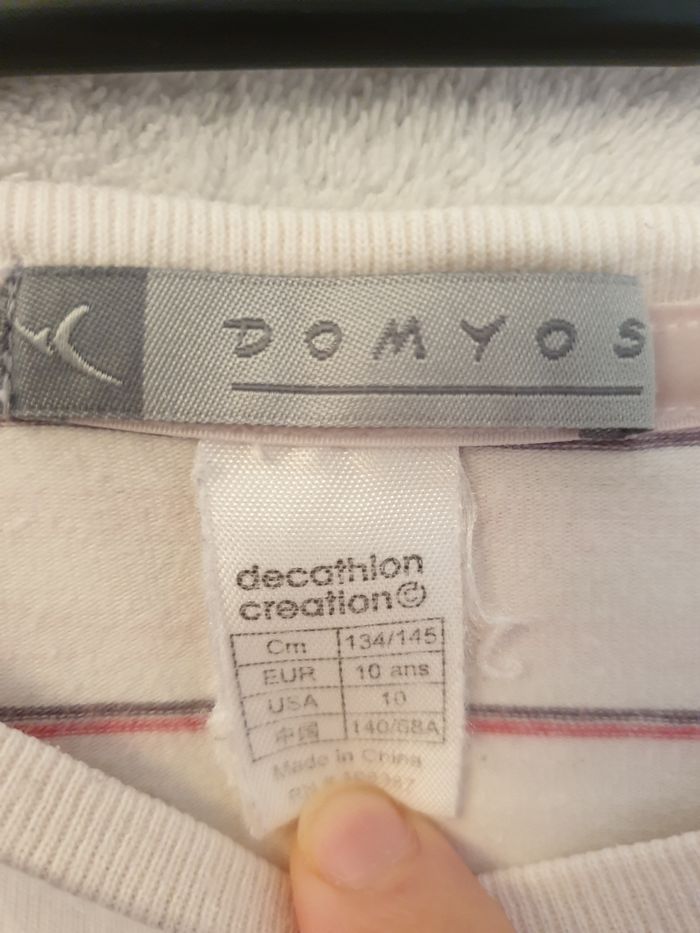 DOMYOS
decathlon
creation©
Cm 134/145
EUR 10 ans
USA 10
中国 140/68A
Made in China